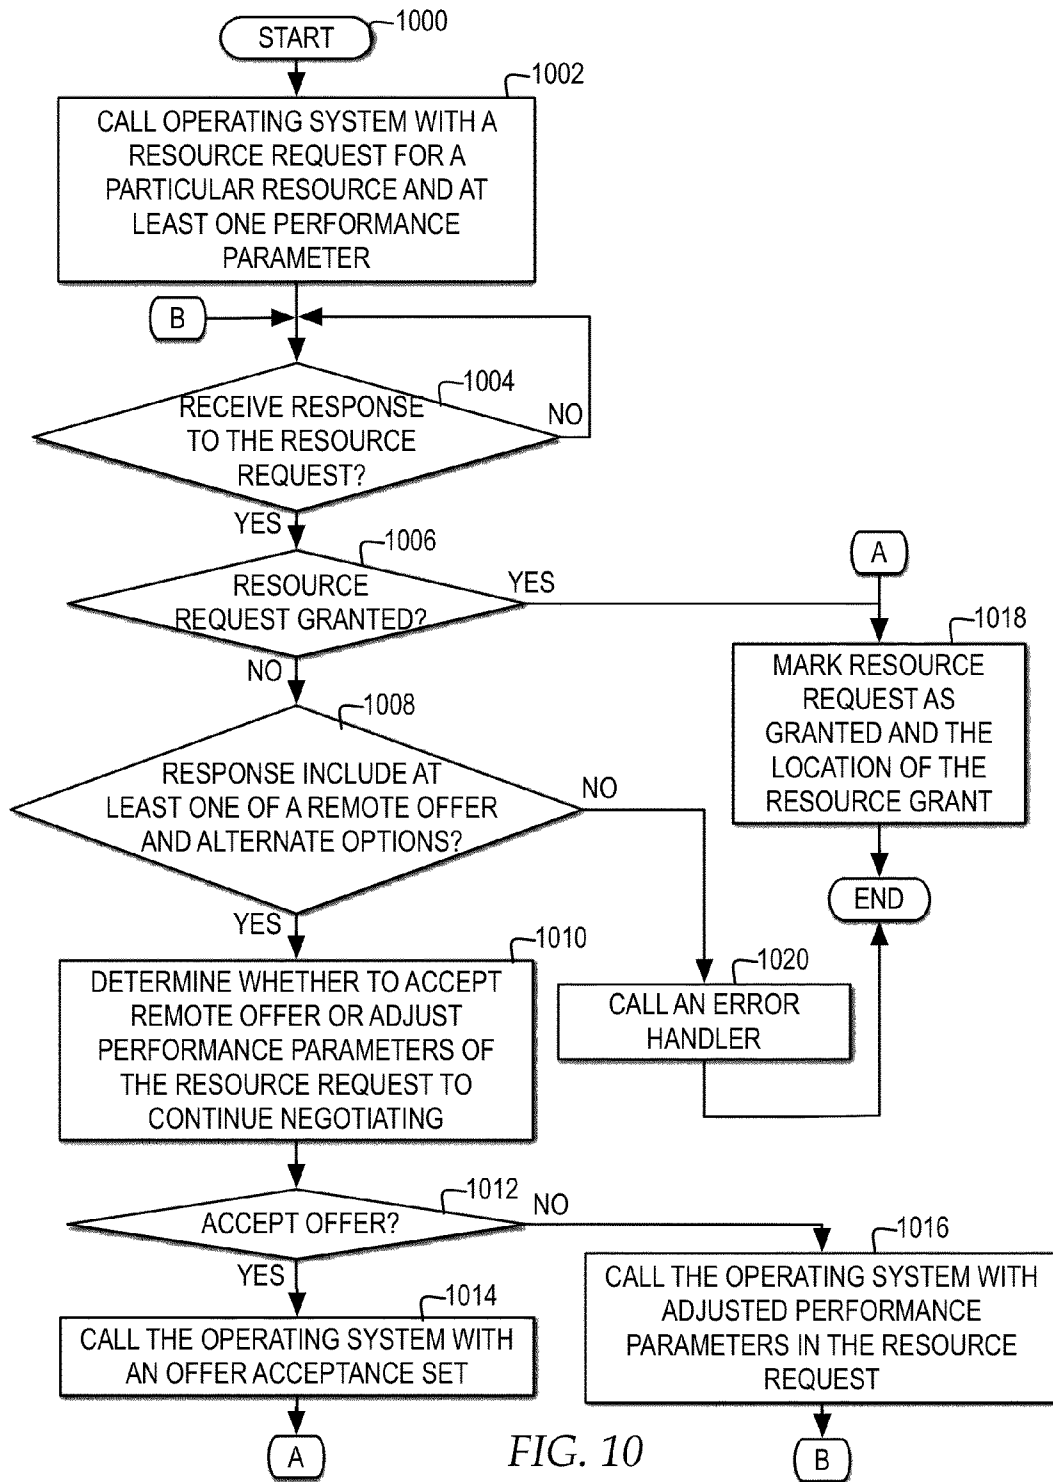 START
1000
1002
CALL OPERATING SYSTEM WITH A
RESOURCE REQUEST FOR A
PARTICULAR RESOURCE AND AT
LEAST ONE PERFORMANCE
PARAMETER
B
1004
RECEIVE RESPONSE
TO THE RESOURCE
REQUEST?
NO
YES
1006
RESOURCE
REQUEST GRANTED?
YES
NO
A
1018
MARK RESOURCE
REQUEST AS
GRANTED AND THE
LOCATION OF THE
RESOURCE GRANT
END
1008
RESPONSE INCLUDE AT
LEAST ONE OF A REMOTE OFFER
AND ALTERNATE OPTIONS?
NO
YES
1020
CALL AN ERROR
HANDLER
1010
DETERMINE WHETHER TO ACCEPT
REMOTE OFFER OR ADJUST
PERFORMANCE PARAMETERS OF
THE RESOURCE REQUEST TO
CONTINUE NEGOTIATING
1012
ACCEPT OFFER?
NO
YES
1014
CALL THE OPERATING SYSTEM WITH
AN OFFER ACCEPTANCE SET
A
1016
CALL THE OPERATING SYSTEM WITH
ADJUSTED PERFORMANCE
PARAMETERS IN THE RESOURCE
REQUEST
B
FIG. 10